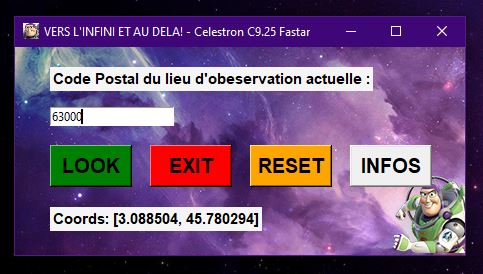 VERS L'INFINI ET AU DELA! - Celestron C9.25 Fastar
Code Postal du lieu d'obeservation actuelle :
63000
LOOK EXIT RESET INFOS
Coords: [3.088504, 45.780294]